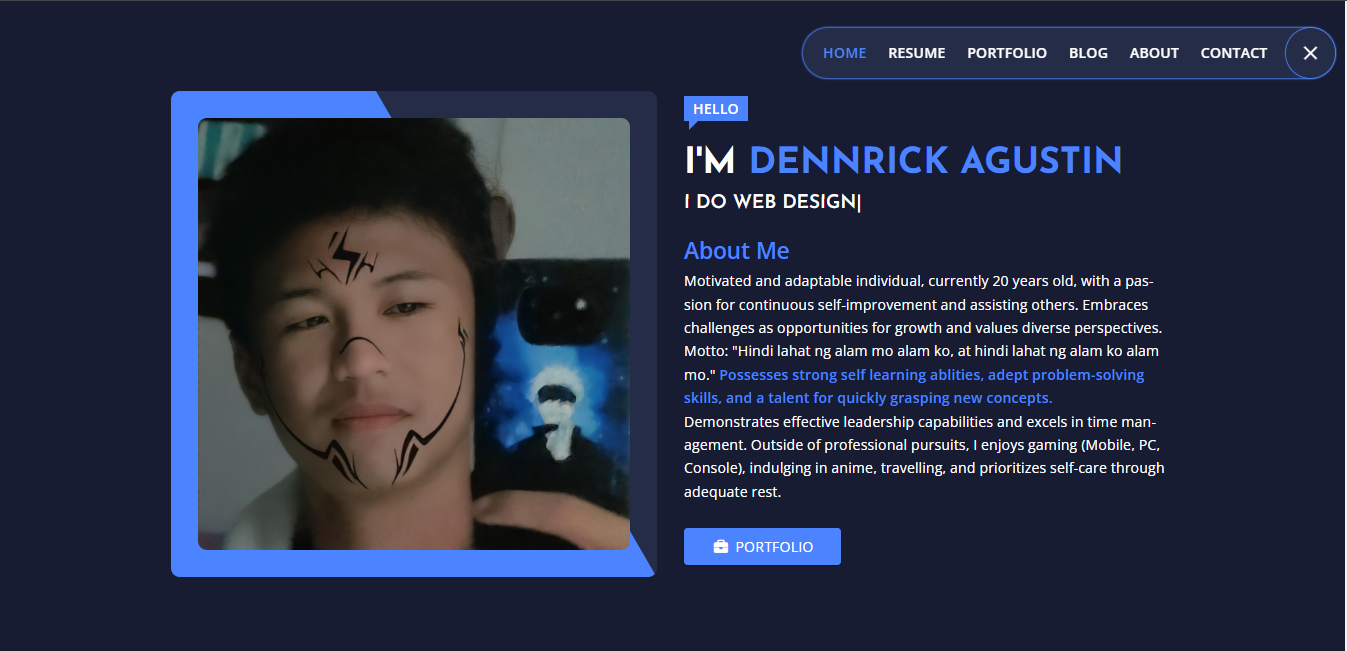 HOME RESUME PORTFOLIO BLOG ABOUT CONTACT
HELLO
I'M DENNRICK AGUSTIN
I DO WEB DESIGN|
About Me
Motivated and adaptable individual, currently 20 years old, with a pas-
sion for continuous self-improvement and assisting others. Embraces
challenges as opportunities for growth and values diverse perspectives.
Motto: "Hindi lahat ng alam mo alam ko, at hindi lahat ng alam ko alam
mo." Possesses strong self learning ablities, adept problem-solving
skills, and a talent for quickly grasping new concepts.
Demonstrates effective leadership capabilities and excels in time man-
agement. Outside of professional pursuits, I enjoys gaming (Mobile, PC,
Console), indulging in anime, travelling, and prioritizes self-care through
adequate rest.
PORTFOLIO